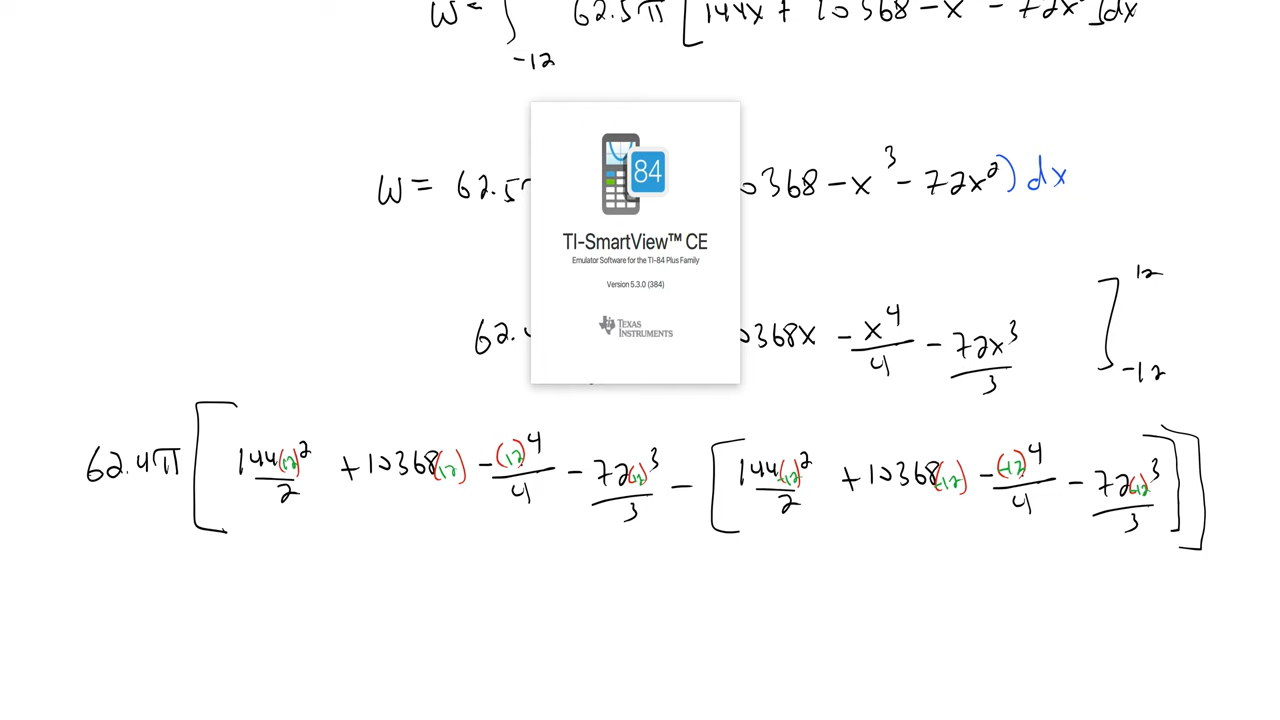 W = ∫ 62.5π [144x + 10368 - x - 72x ]dx
-12
W = 62.5 0368 - x³ - 72x² ) dx
84
TI-SmartView™ CE
Emulator Software for the TI-84 Plus Family
Version 5.3.0 (384)
TEXAS INSTRUMENTS
62.4 0368x - x⁴/4 - 72x³/3 ] 12 -12
62.4π [ 144(12)²/2 + 10368(12) - (12)⁴/4 - 72(12)³/3 - [ 144(-12)²/2 + 10368(-12) - (-12)⁴/4 - 72(-12)³/3 ] ]